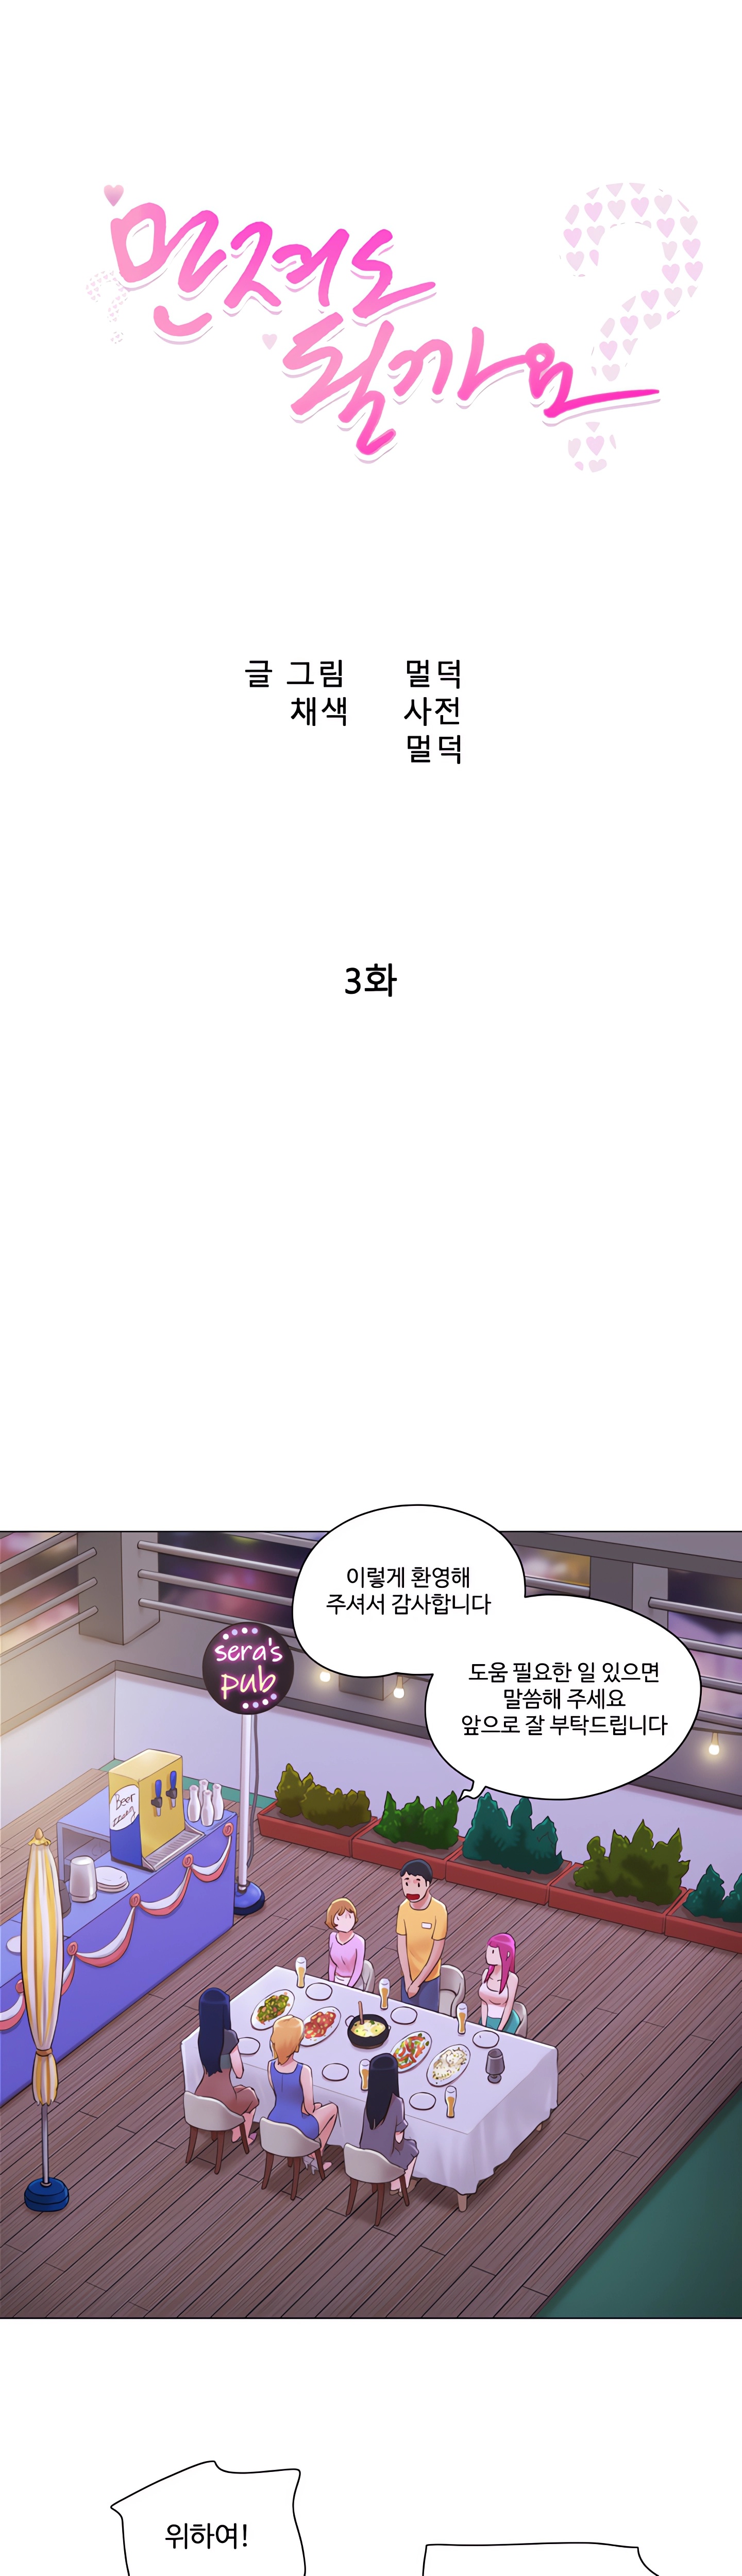 만져도
될까요?
글 그림 멀덕
채색 사전
멀덕
3화
이렇게 환영해
주셔서 감사합니다
도움 필요한 일 있으면
말씀해 주세요
앞으로 잘 부탁드립니다
sera's
pub
Beer
위하여!